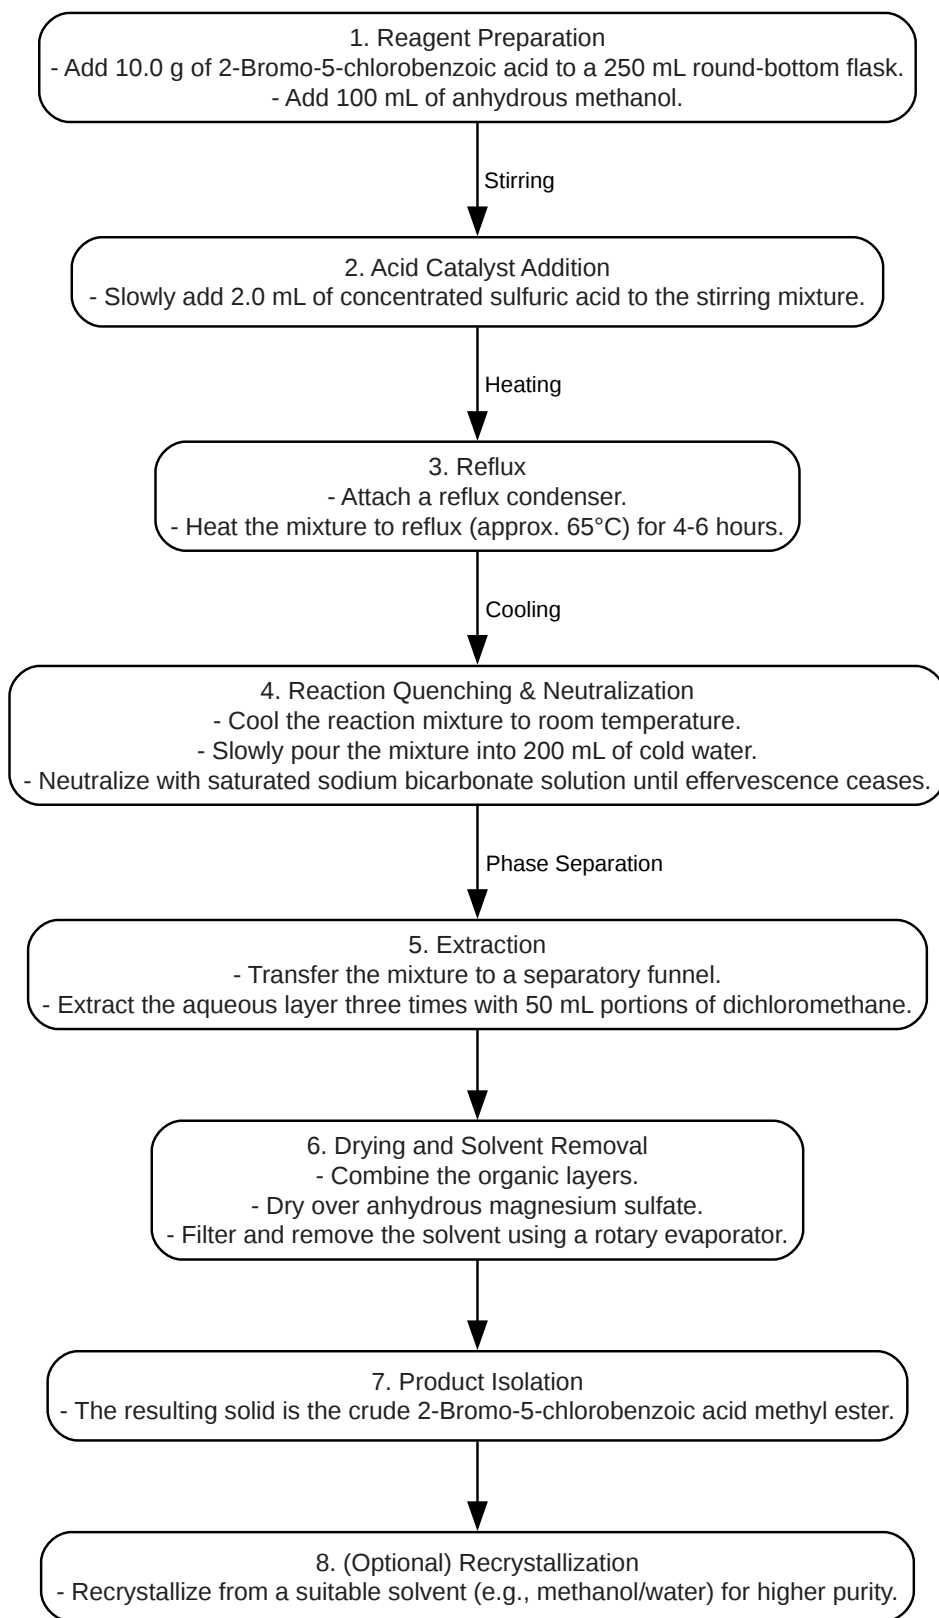 1. Reagent Preparation
- Add 10.0 g of 2-Bromo-5-chlorobenzoic acid to a 250 mL round-bottom flask.
- Add 100 mL of anhydrous methanol.
Stirring
2. Acid Catalyst Addition
- Slowly add 2.0 mL of concentrated sulfuric acid to the stirring mixture.
Heating
3. Reflux
- Attach a reflux condenser.
- Heat the mixture to reflux (approx. 65°C) for 4-6 hours.
Cooling
4. Reaction Quenching & Neutralization
- Cool the reaction mixture to room temperature.
- Slowly pour the mixture into 200 mL of cold water.
- Neutralize with saturated sodium bicarbonate solution until effervescence ceases.
Phase Separation
5. Extraction
- Transfer the mixture to a separatory funnel.
- Extract the aqueous layer three times with 50 mL portions of dichloromethane.
6. Drying and Solvent Removal
- Combine the organic layers.
- Dry over anhydrous magnesium sulfate.
- Filter and remove the solvent using a rotary evaporator.
7. Product Isolation
- The resulting solid is the crude 2-Bromo-5-chlorobenzoic acid methyl ester.
8. (Optional) Recrystallization
- Recrystallize from a suitable solvent (e.g., methanol/water) for higher purity.